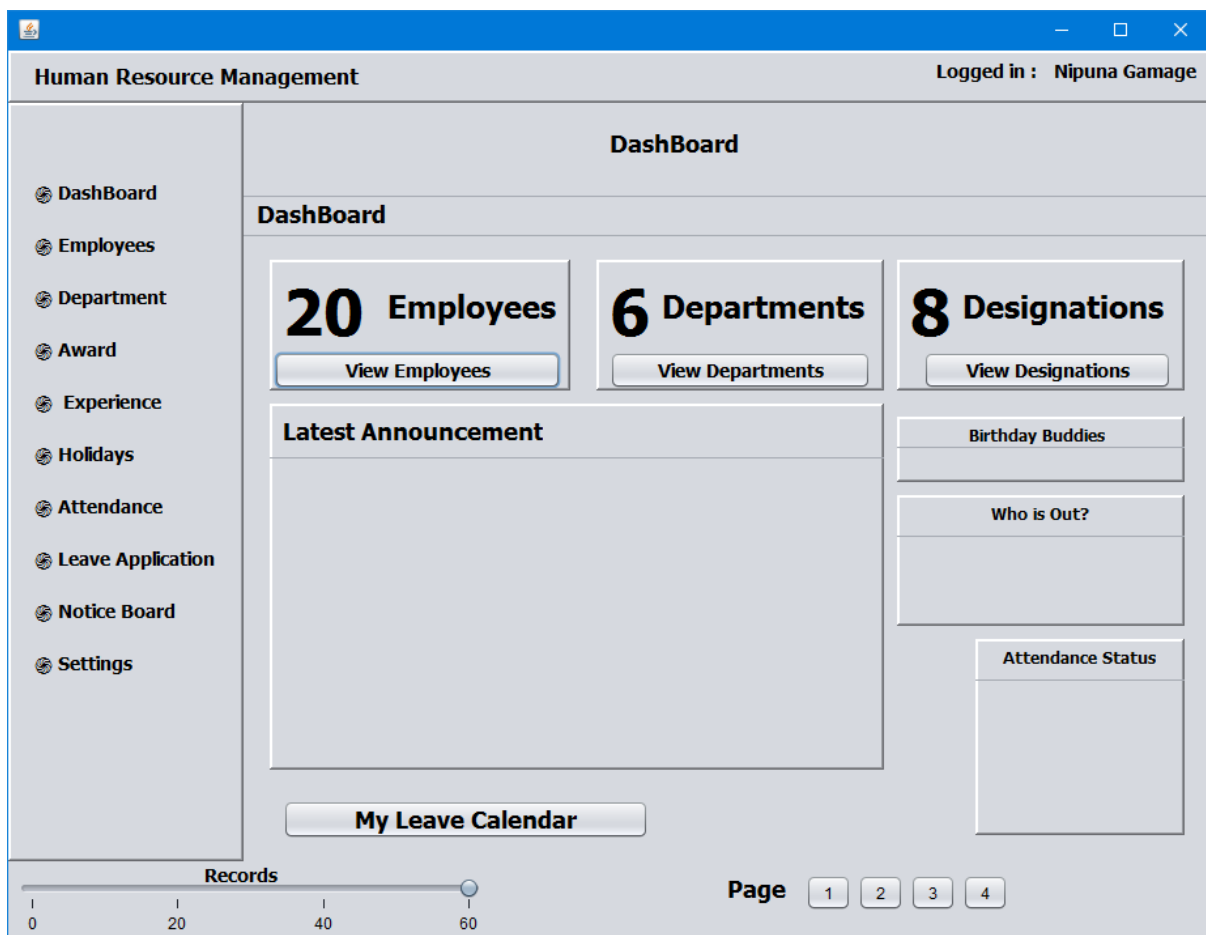 Human Resource Management
Logged in : Nipuna Gamage
DashBoard
DashBoard
Employees
Department
Award
Experience
Holidays
Attendance
Leave Application
Notice Board
Settings
DashBoard
20 Employees
View Employees
6 Departments
View Departments
8 Designations
View Designations
Latest Announcement
Birthday Buddies
Who is Out?
Attendance Status
My Leave Calendar
Records
0 20 40 60
Page 1 2 3 4